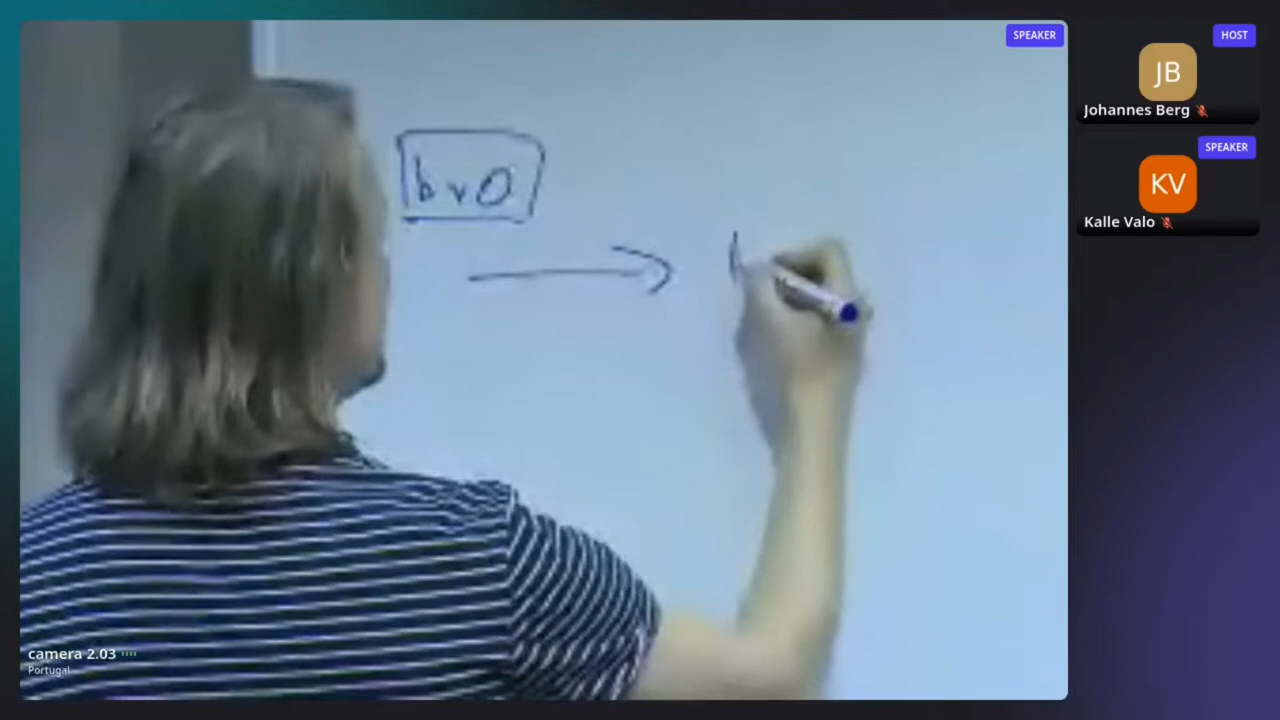 SPEAKER
HOST
JB
Johannes Berg
SPEAKER
KV
Kalle Valo
b v 0
camera 2.03
Portugal